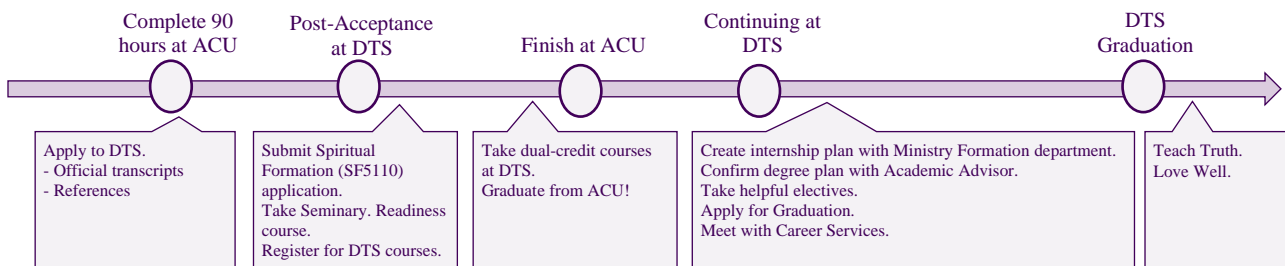 Complete 90
hours at ACU
Post-Acceptance
at DTS
Finish at ACU
Continuing at
DTS
DTS
Graduation
Apply to DTS.
- Official transcripts
- References
Submit Spiritual
Formation (SF5110)
application.
Take Seminary. Readiness
course.
Register for DTS courses.
Take dual-credit courses
at DTS.
Graduate from ACU!
Create internship plan with Ministry Formation department.
Confirm degree plan with Academic Advisor.
Take helpful electives.
Apply for Graduation.
Meet with Career Services.
Teach Truth.
Love Well.